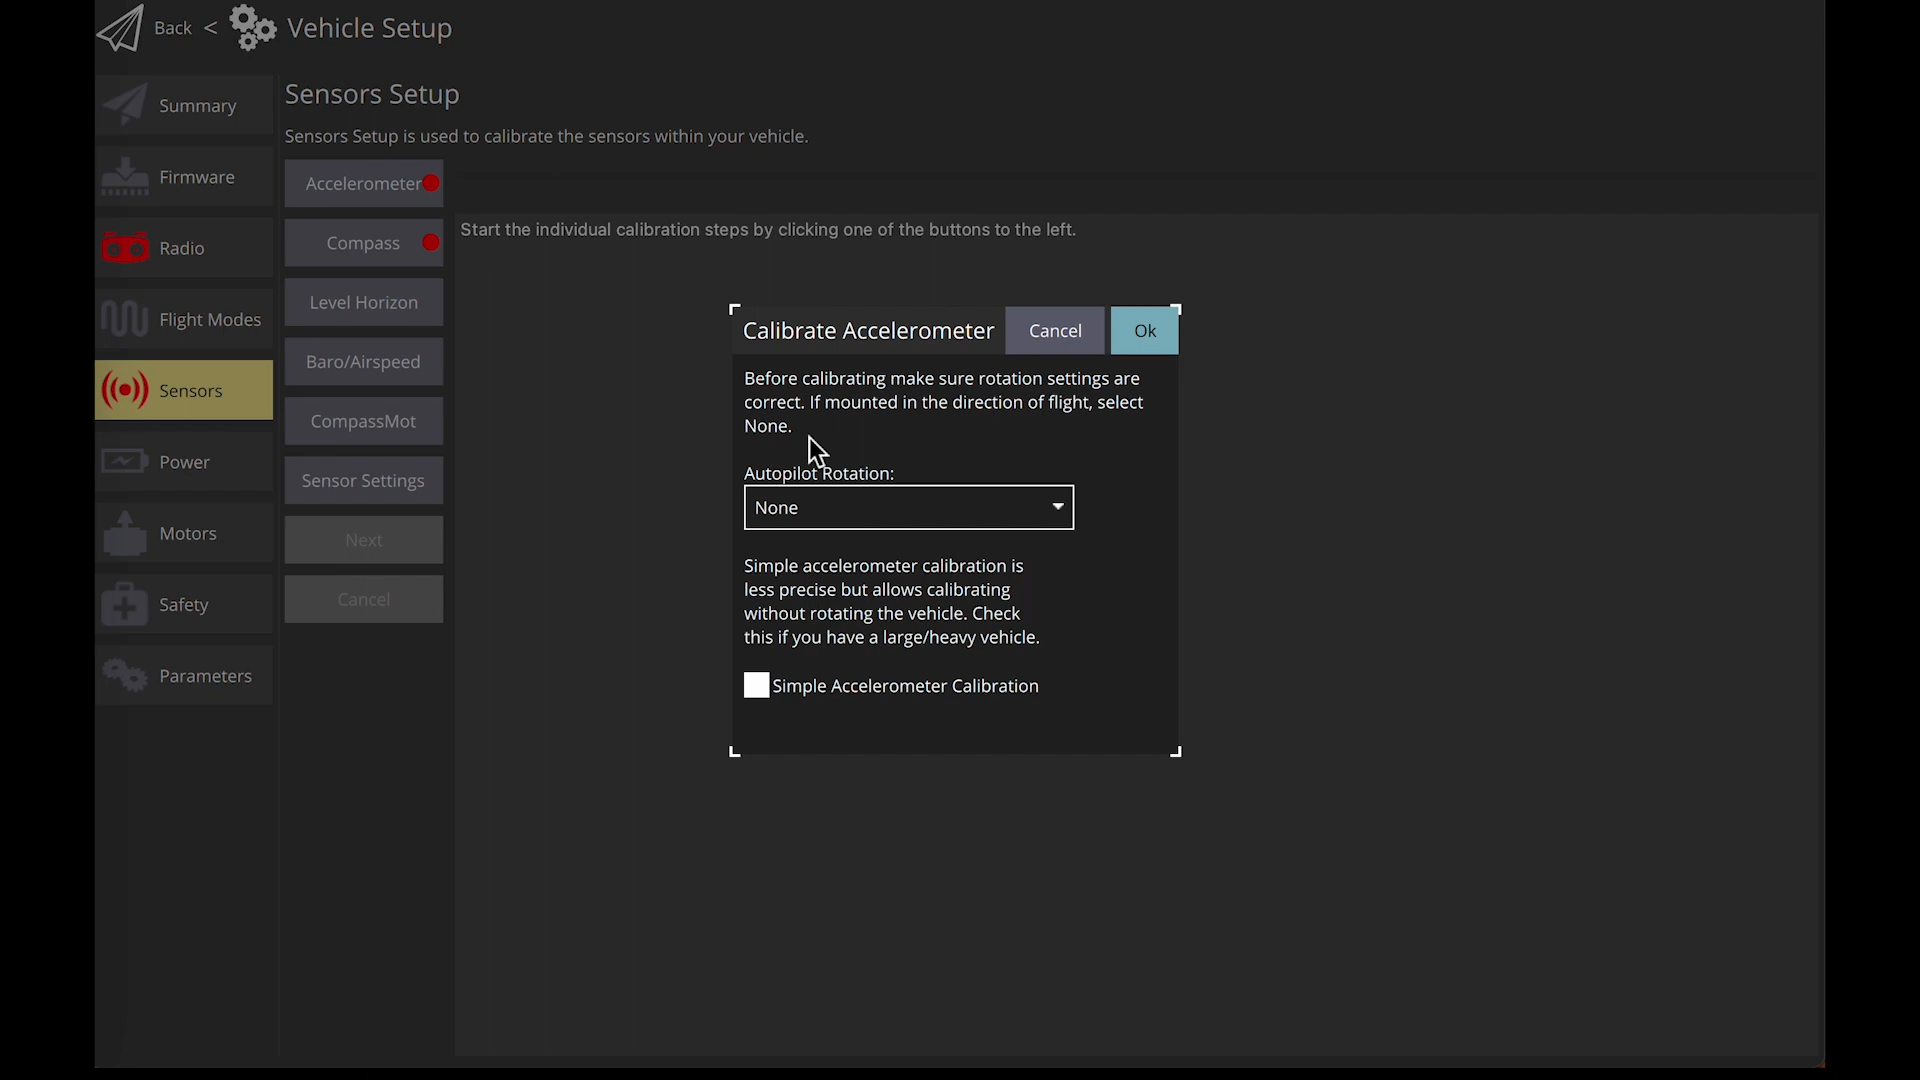 Back < Vehicle Setup
Summary
Firmware
Radio
Flight Modes
Sensors
Power
Motors
Safety
Parameters
Sensors Setup
Sensors Setup is used to calibrate the sensors within your vehicle.
Accelerometer
Compass
Level Horizon
Baro/Airspeed
CompassMot
Sensor Settings
Next
Cancel
Start the individual calibration steps by clicking one of the buttons to the left.
Calibrate Accelerometer
Cancel
Ok
Before calibrating make sure rotation settings are
correct. If mounted in the direction of flight, select
None.
Autopilot Rotation:
None
Simple accelerometer calibration is
less precise but allows calibrating
without rotating the vehicle. Check
this if you have a large/heavy vehicle.
Simple Accelerometer Calibration